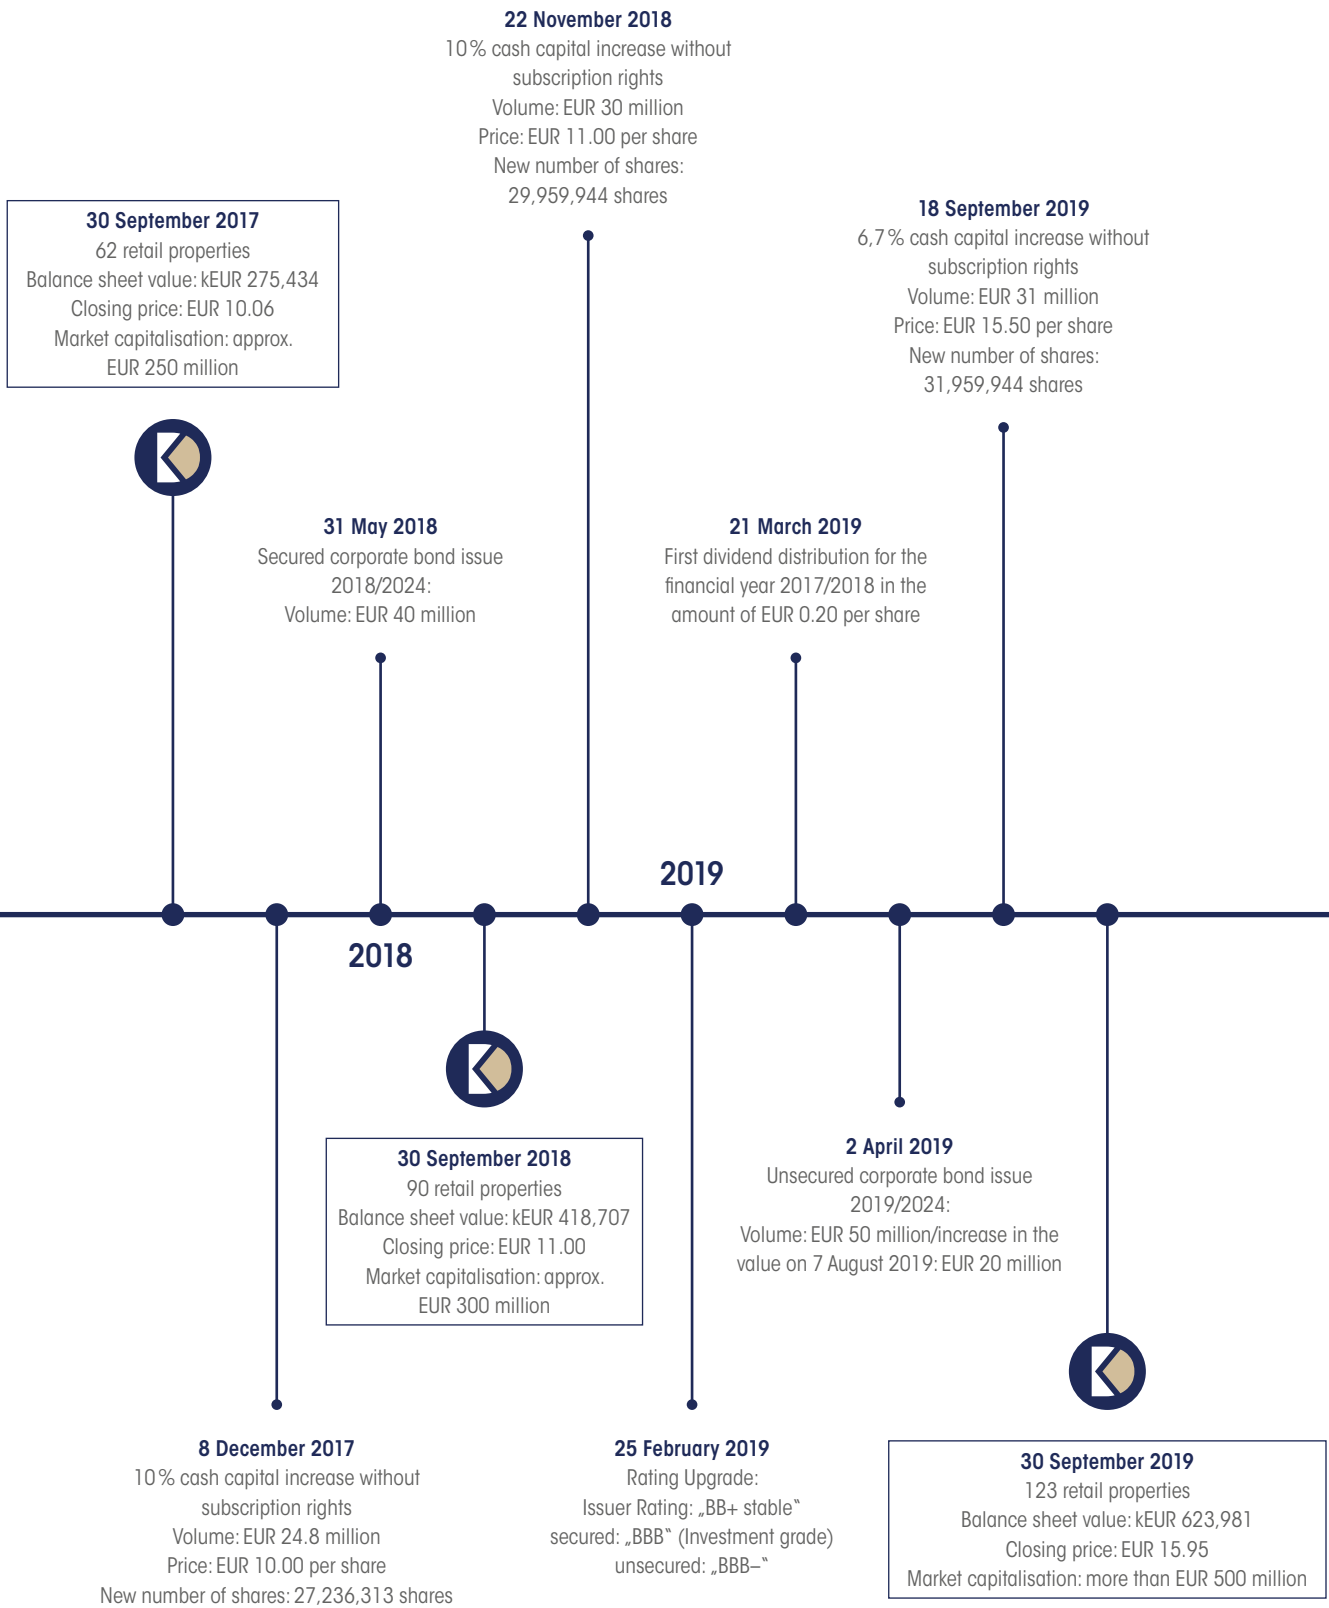 22 November 2018
10% cash capital increase without
subscription rights
Volume: EUR 30 million
Price: EUR 11.00 per share
New number of shares:
29,959,944 shares
30 September 2017
62 retail properties
Balance sheet value: kEUR 275,434
Closing price: EUR 10.06
Market capitalisation: approx.
EUR 250 million
18 September 2019
6,7% cash capital increase without
subscription rights
Volume: EUR 31 million
Price: EUR 15.50 per share
New number of shares:
31,959,944 shares
31 May 2018
Secured corporate bond issue
2018/2024:
Volume: EUR 40 million
21 March 2019
First dividend distribution for the
financial year 2017/2018 in the
amount of EUR 0.20 per share
2019
2018
30 September 2018
90 retail properties
Balance sheet value: kEUR 418,707
Closing price: EUR 11.00
Market capitalisation: approx.
EUR 300 million
2 April 2019
Unsecured corporate bond issue
2019/2024:
Volume: EUR 50 million/increase in the
value on 7 August 2019: EUR 20 million
8 December 2017
10% cash capital increase without
subscription rights
Volume: EUR 24.8 million
Price: EUR 10.00 per share
New number of shares: 27,236,313 shares
25 February 2019
Rating Upgrade:
Issuer Rating: „BB+ stable‟
secured: „BBB‟ (Investment grade)
unsecured: „BBB–‟
30 September 2019
123 retail properties
Balance sheet value: kEUR 623,981
Closing price: EUR 15.95
Market capitalisation: more than EUR 500 million